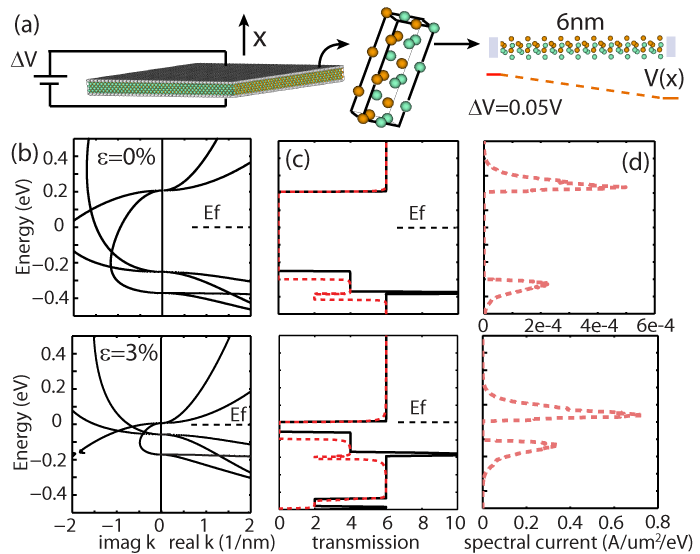 (a)
X
ΔV
6nm
V(x)
ΔV=0.05V
(b)
(c)
(d)
Energy (eV)
0.4
0.2
0
−0.2
−0.4
ε=0%
Ef
Ef
0 2e-4 4e-4 6e-4
Energy (eV)
0.4
0.2
0
−0.2
−0.4
ε=3%
Ef
Ef
−2 −1 0 1 2
0 2 4 6 8 10
0 0.2 0.4 0.6 0.8
imag k real k (1/nm)
transmission
spectral current (A/um²/eV)